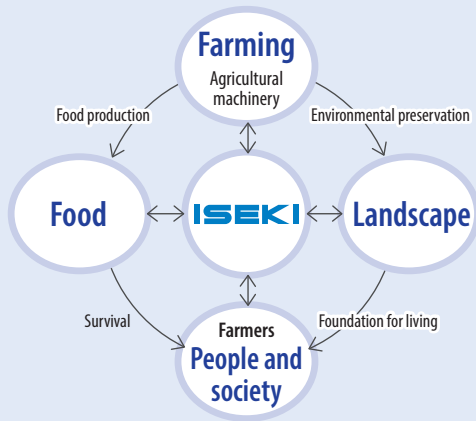 Farming
Agricultural
machinery
Food production
Environmental preservation
Food
ISEKI
Landscape
Survival
Foundation for living
Farmers
People and
society